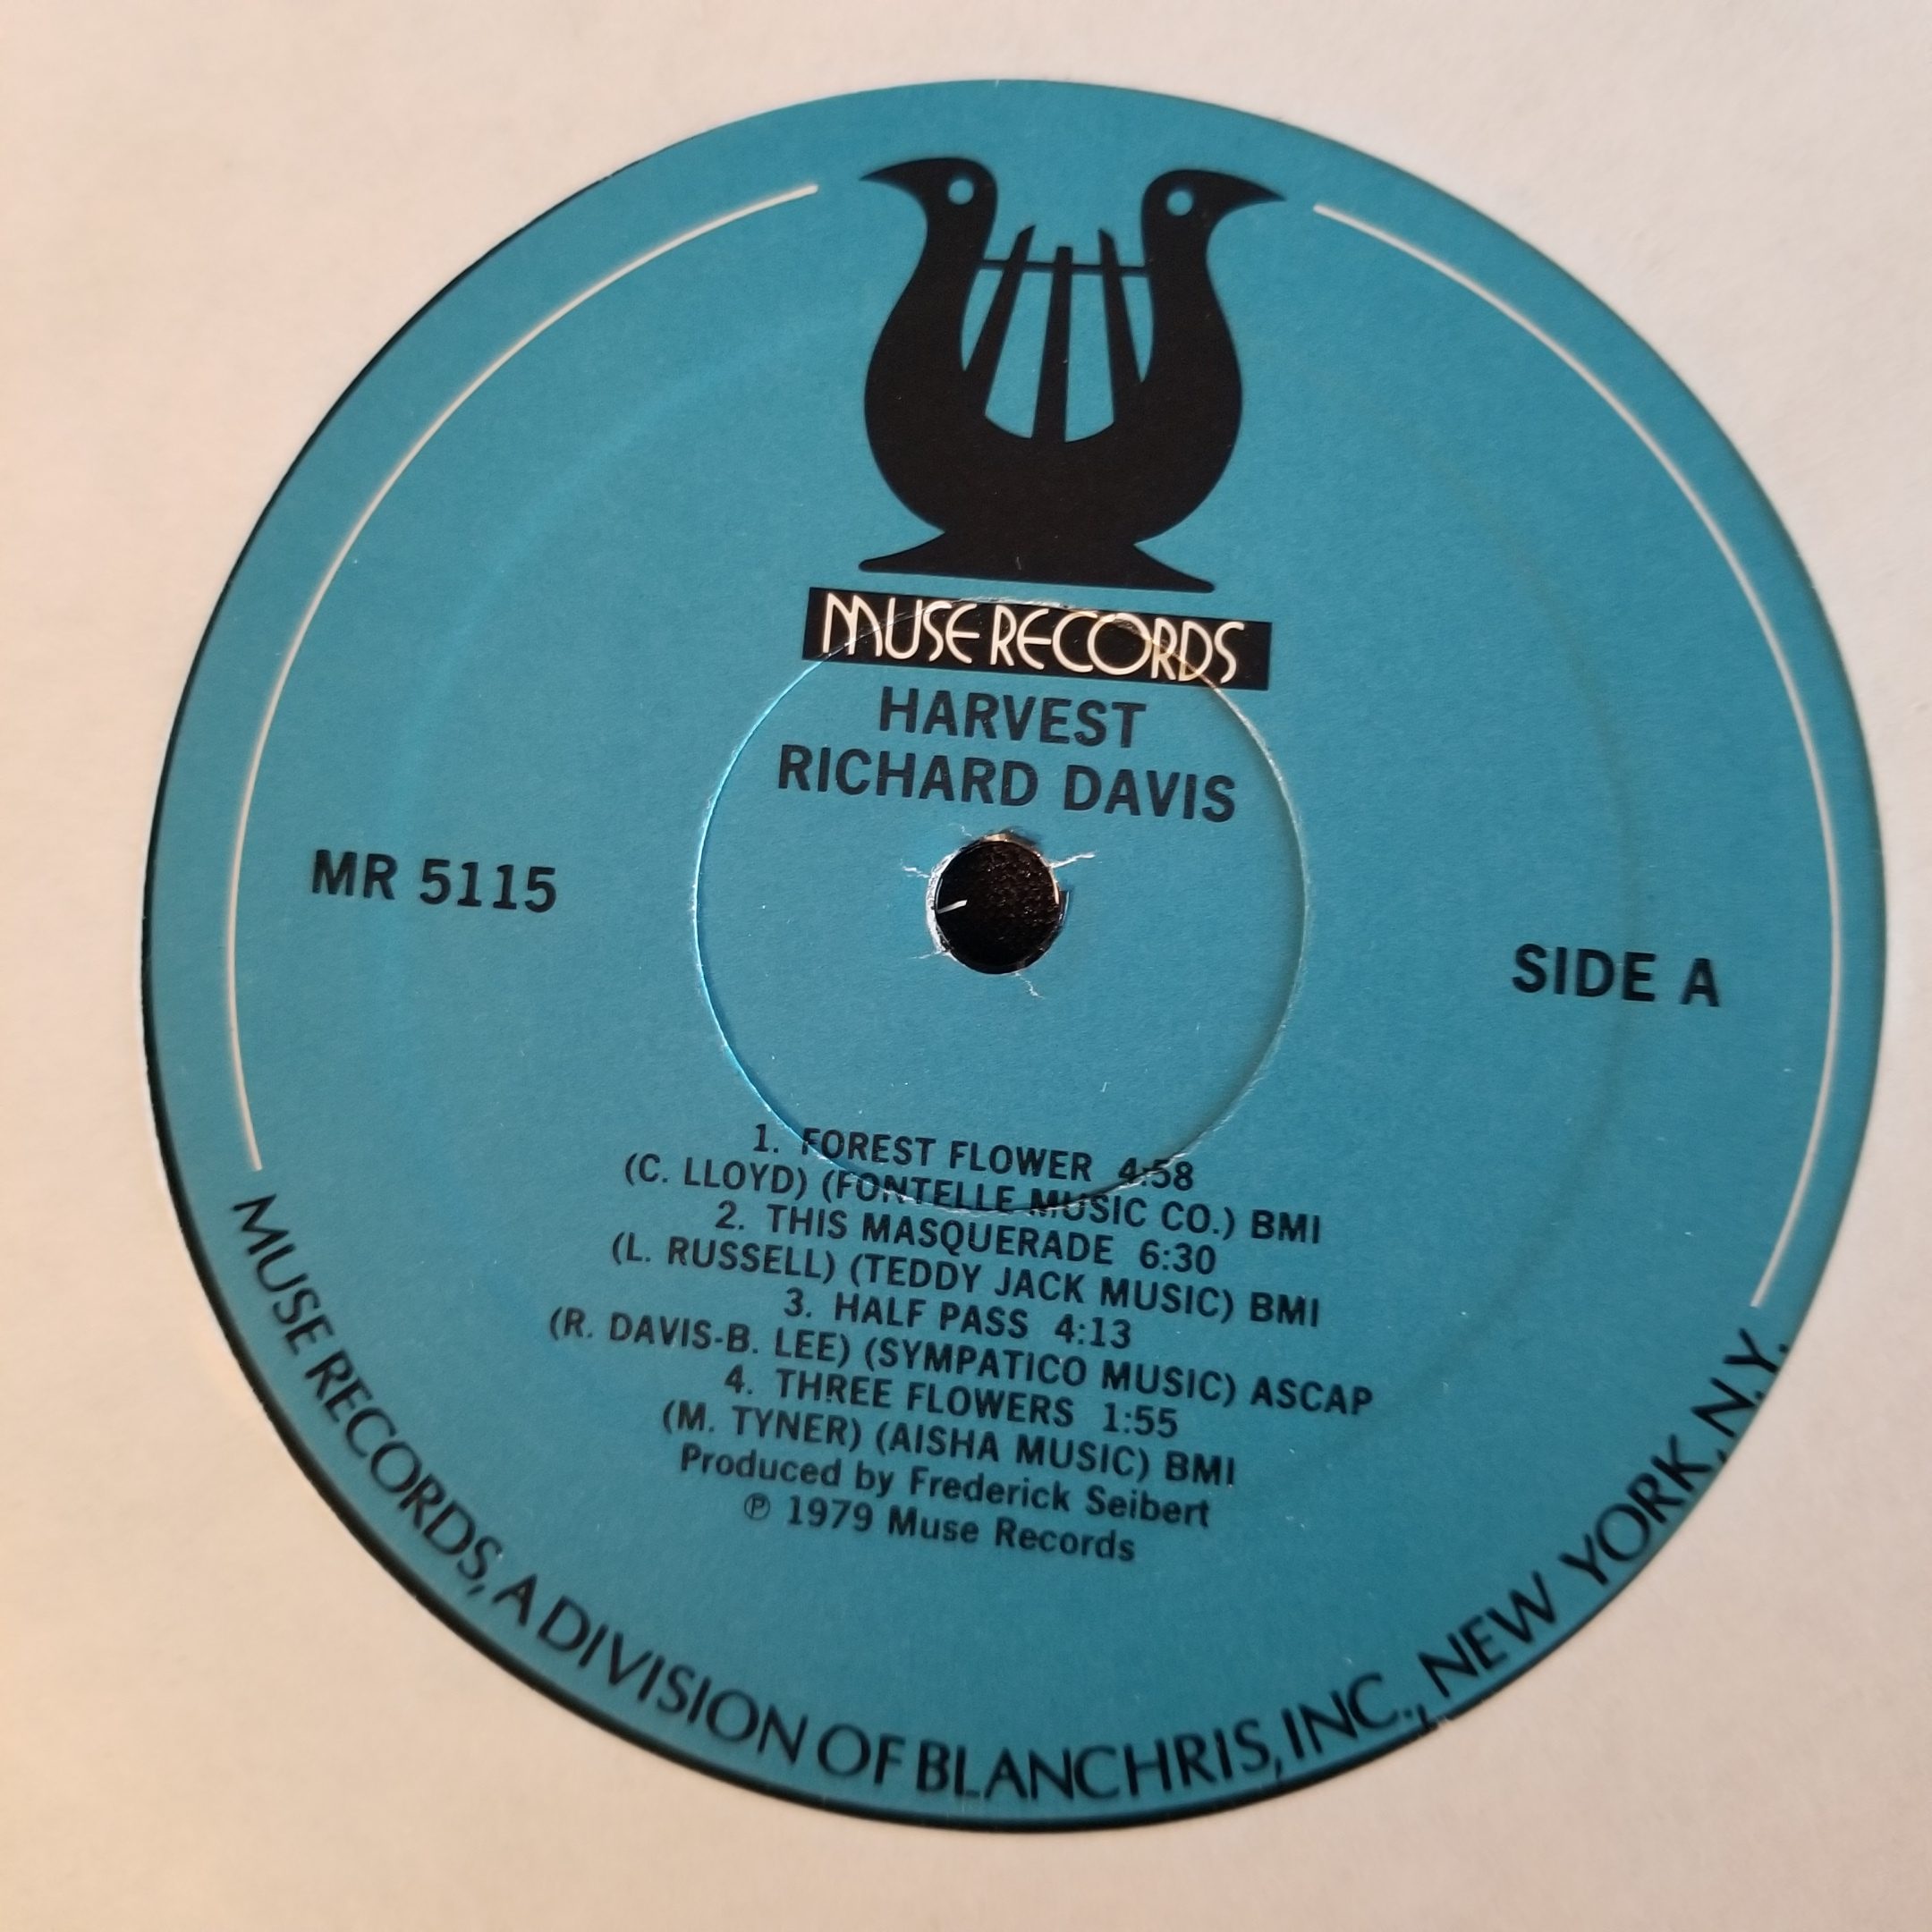 MUSE RECORDS
HARVEST
RICHARD DAVIS
MR 5115
SIDE A
1. FOREST FLOWER 4:58
(C. LLOYD) (FONTELLE MUSIC CO.) BMI
2. THIS MASQUERADE 6:30
(L. RUSSELL) (TEDDY JACK MUSIC) BMI
3. HALF PASS 4:13
(R. DAVIS-B. LEE) (SYMPATICO MUSIC) ASCAP
4. THREE FLOWERS 1:55
(M. TYNER) (AISHA MUSIC) BMI
Produced by Frederick Seibert
℗ 1979 Muse Records
MUSE RECORDS, A DIVISION OF BLANCHRIS, INC., NEW YORK, N.Y.